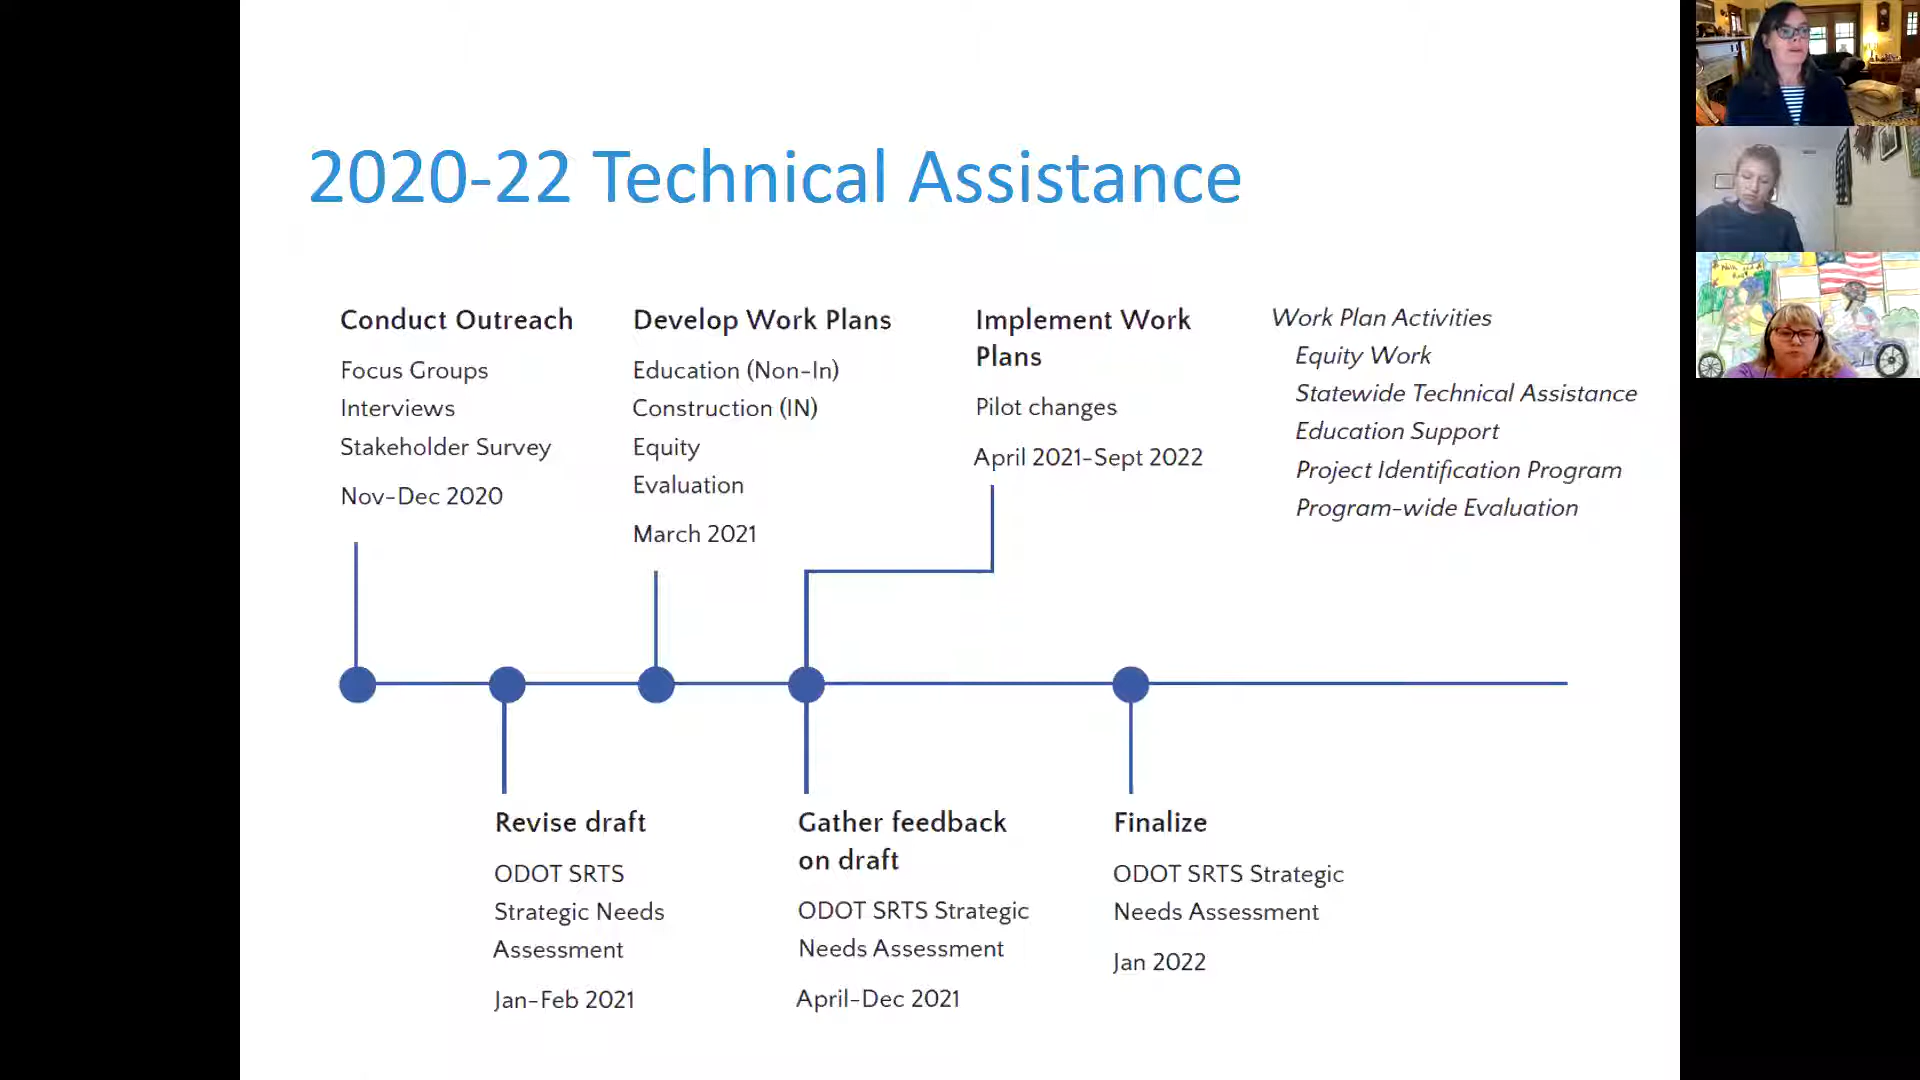 2020-22 Technical Assistance
Conduct Outreach
Focus Groups
Interviews
Stakeholder Survey
Nov-Dec 2020
Develop Work Plans
Education (Non-In)
Construction (IN)
Equity
Evaluation
March 2021
Implement Work
Plans
Pilot changes
April 2021-Sept 2022
Work Plan Activities
Equity Work
Statewide Technical Assistance
Education Support
Project Identification Program
Program-wide Evaluation
Revise draft
ODOT SRTS
Strategic Needs
Assessment
Jan-Feb 2021
Gather feedback
on draft
ODOT SRTS Strategic
Needs Assessment
April-Dec 2021
Finalize
ODOT SRTS Strategic
Needs Assessment
Jan 2022